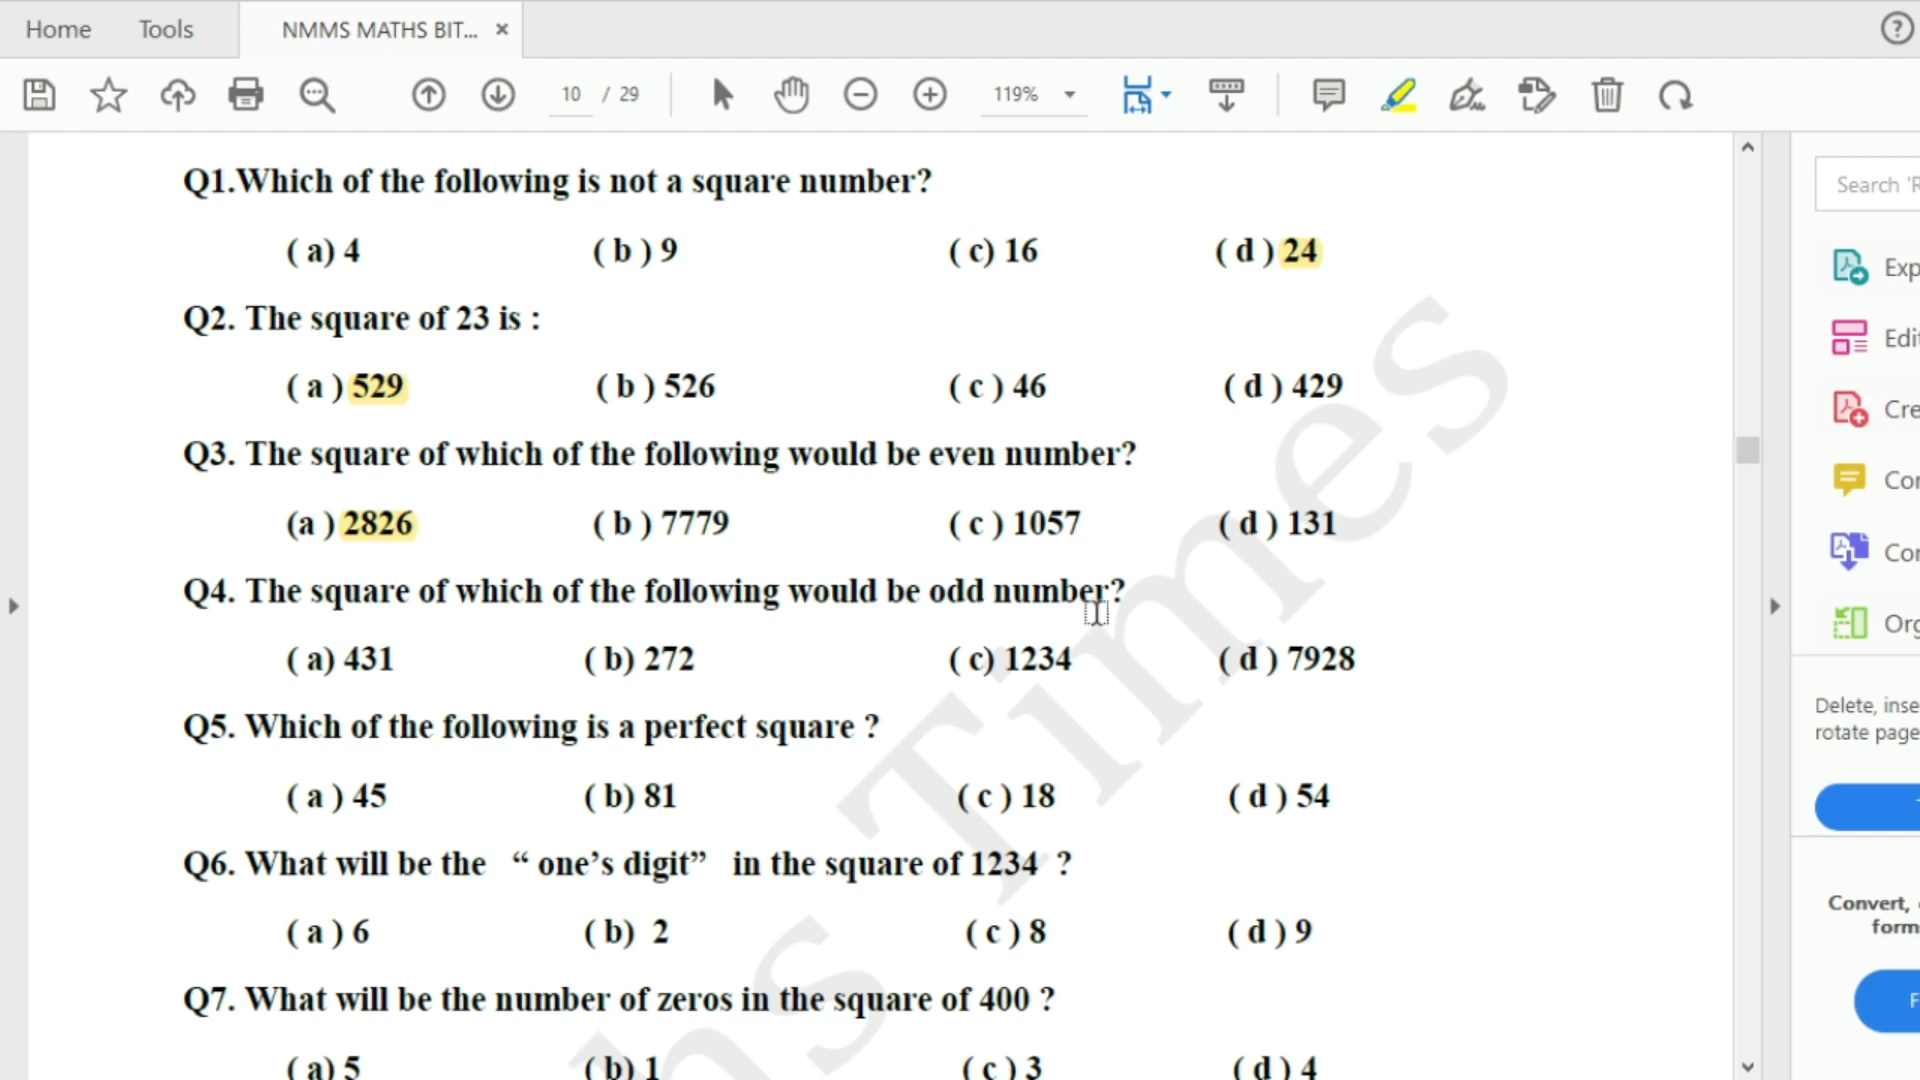 Home Tools NMMS MATHS BIT... ×
10 / 29 119%
Q1.Which of the following is not a square number?
( a) 4 ( b ) 9 ( c) 16 ( d ) 24
Q2. The square of 23 is :
( a ) 529 ( b ) 526 ( c ) 46 ( d ) 429
Q3. The square of which of the following would be even number?
(a ) 2826 ( b ) 7779 ( c ) 1057 ( d ) 131
Q4. The square of which of the following would be odd number?
( a) 431 ( b) 272 ( c) 1234 ( d ) 7928
Q5. Which of the following is a perfect square ?
( a ) 45 ( b) 81 ( c ) 18 ( d ) 54
Q6. What will be the “ one’s digit” in the square of 1234 ?
( a ) 6 ( b) 2 ( c ) 8 ( d ) 9
Q7. What will be the number of zeros in the square of 400 ?
( a) 5 ( b) 1 ( c ) 3 ( d ) 4
hs Times
Search 'R
Exp
Edit
Cre
Con
Con
Org
Delete, inse
rotate page
Convert,
form
F